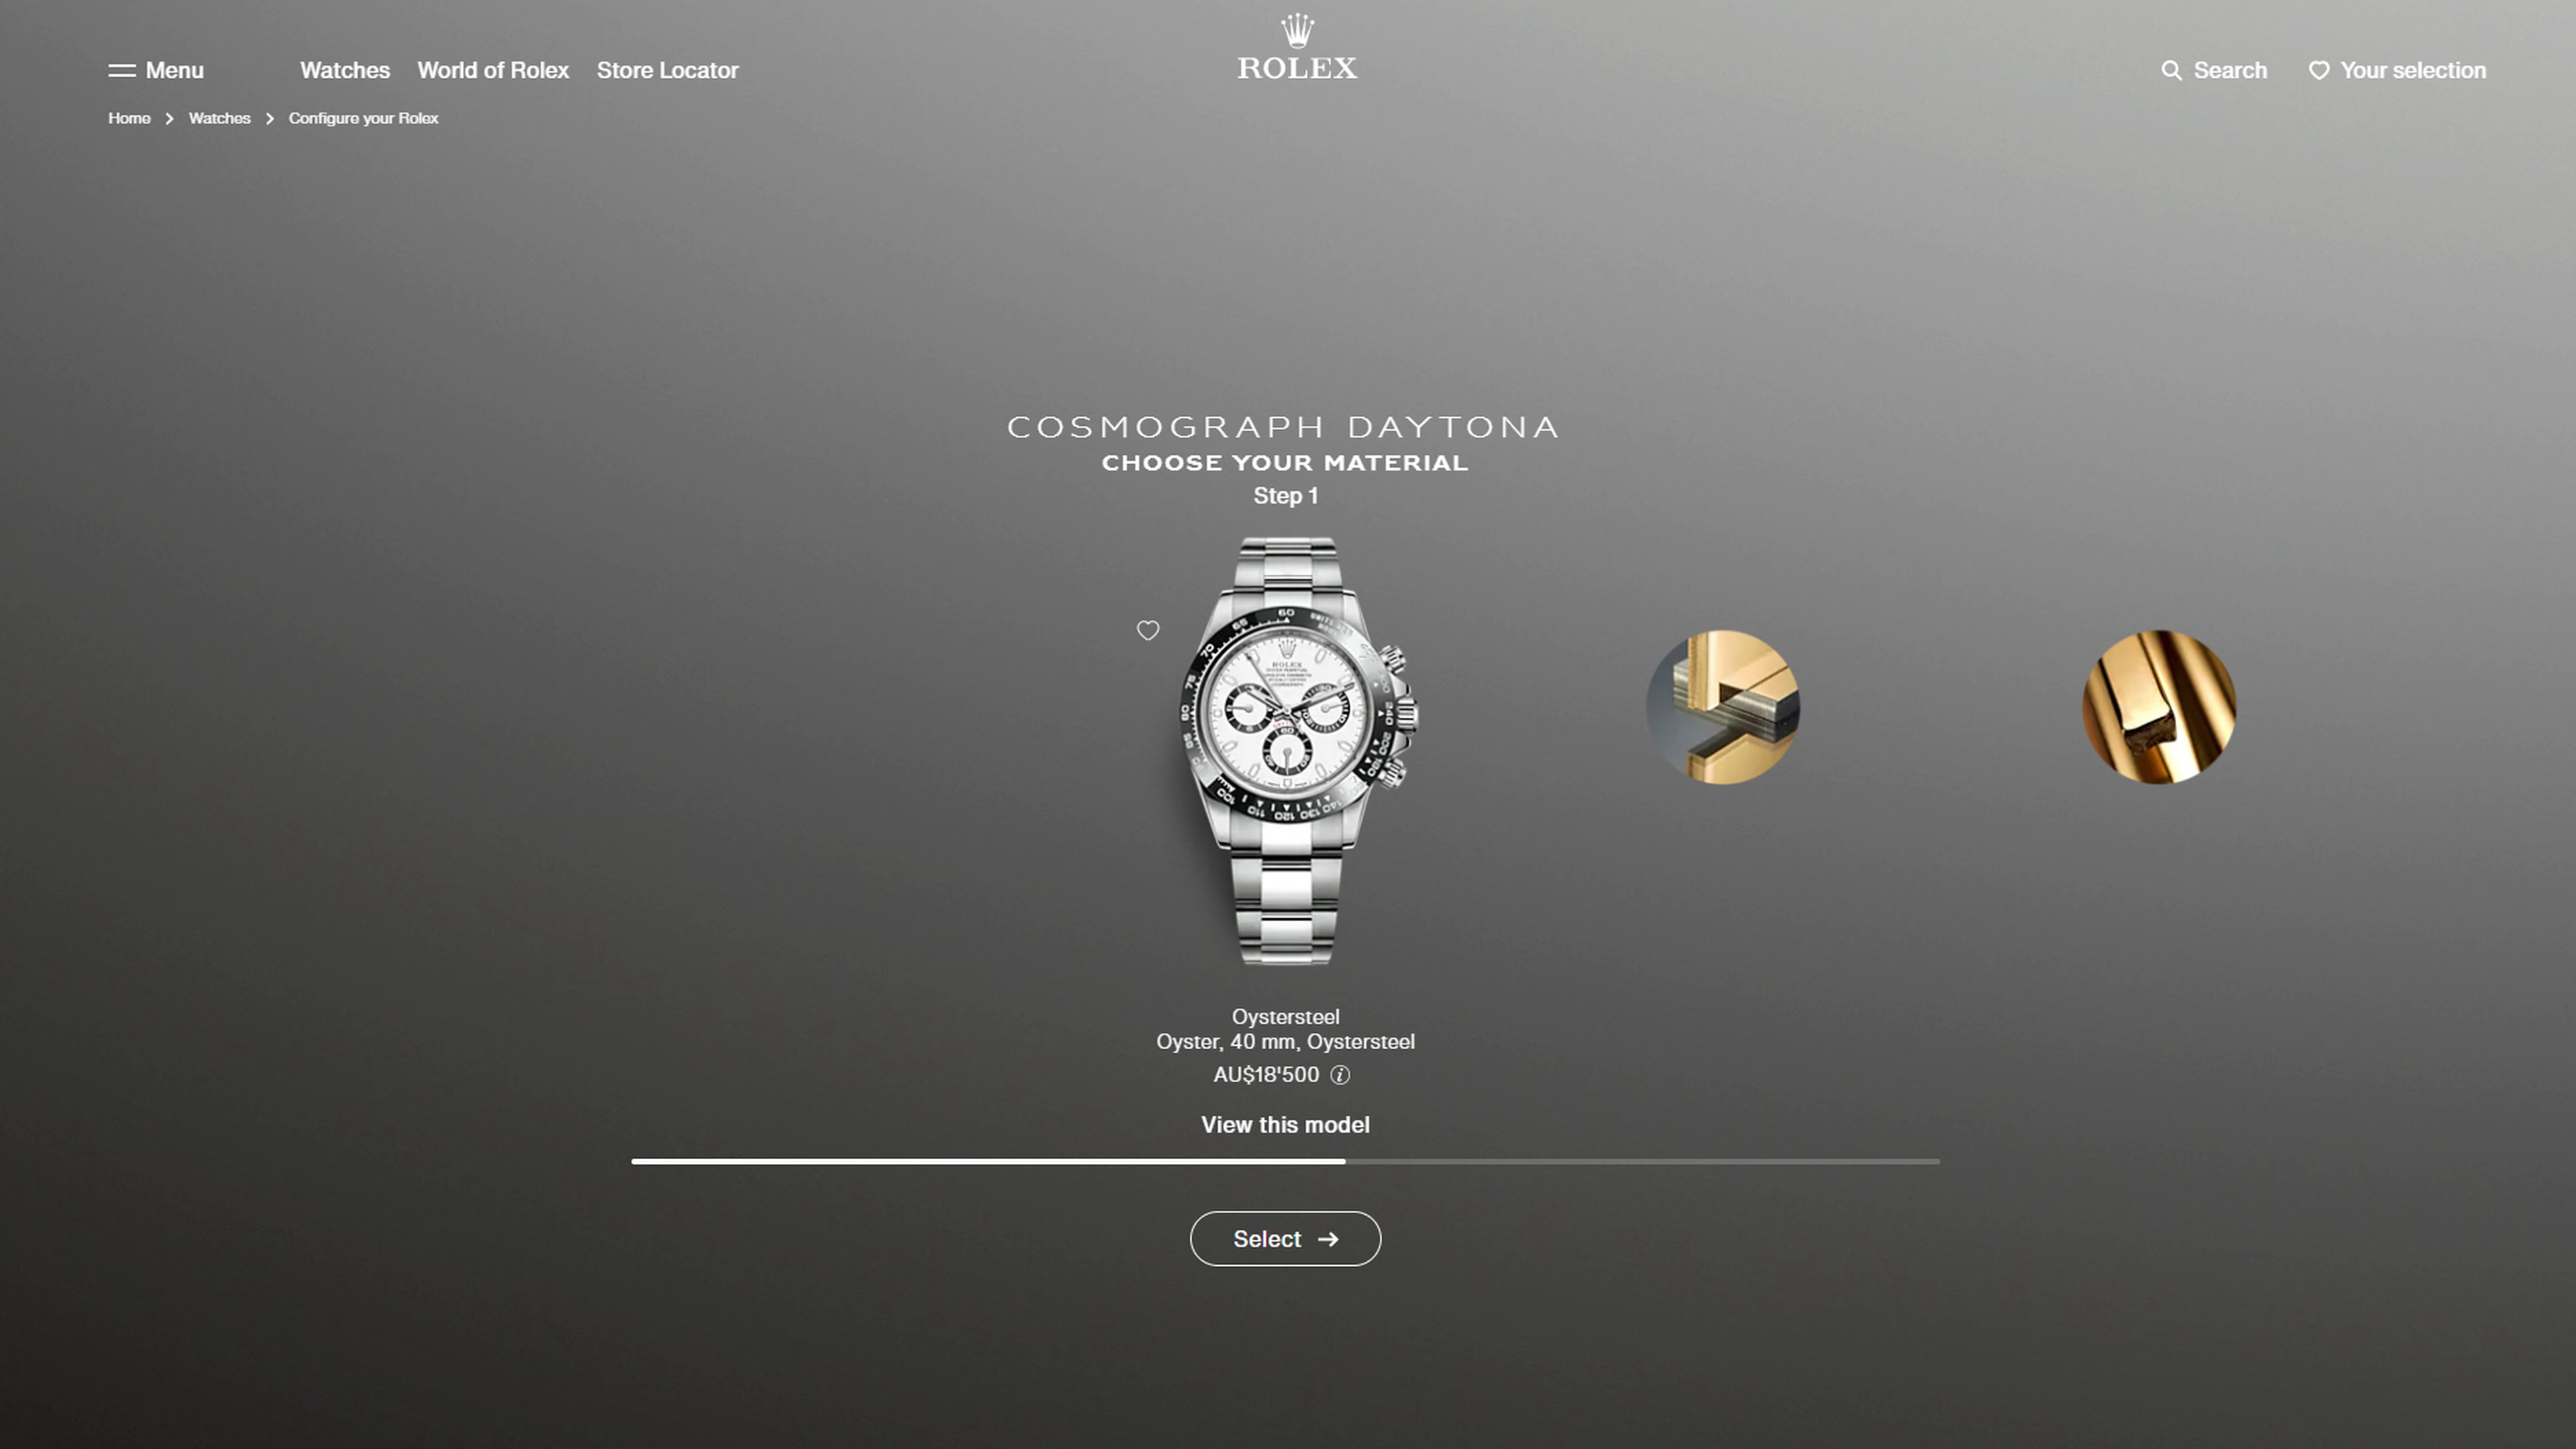 Menu
Watches
World of Rolex
Store Locator
ROLEX
Search
Your selection
Home
Watches
Configure your Rolex
COSMOGRAPH DAYTONA
CHOOSE YOUR MATERIAL
Step 1
ROLEX
Oystersteel
Oyster, 40 mm, Oystersteel
AU$18'500
View this model
Select